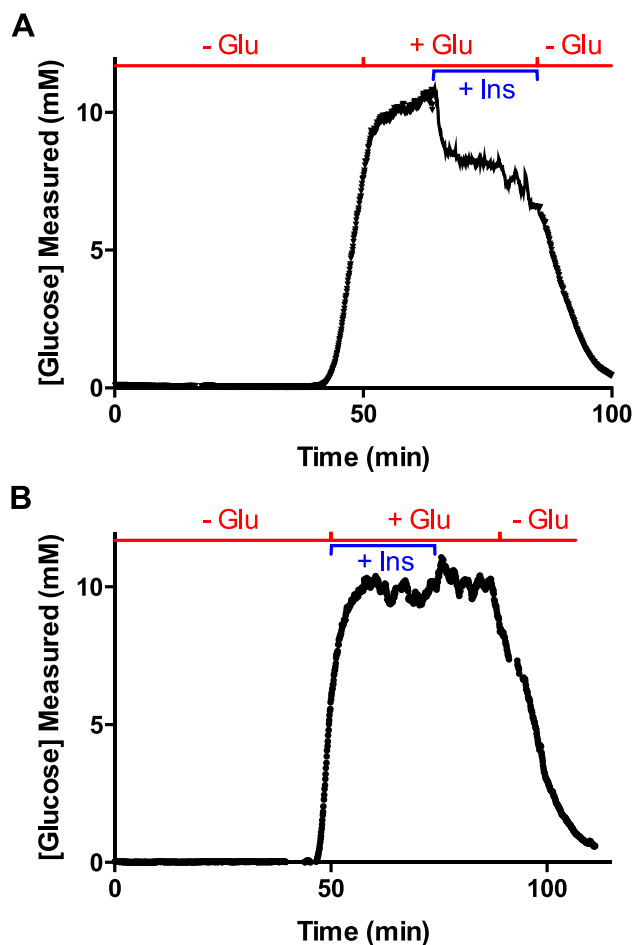 A
- Glu + Glu - Glu
+ Ins
[Glucose] Measured (mM)
10
5
0
0 50 100
Time (min)
B
- Glu + Glu - Glu
+ Ins
[Glucose] Measured (mM)
10
5
0
0 50 100
Time (min)